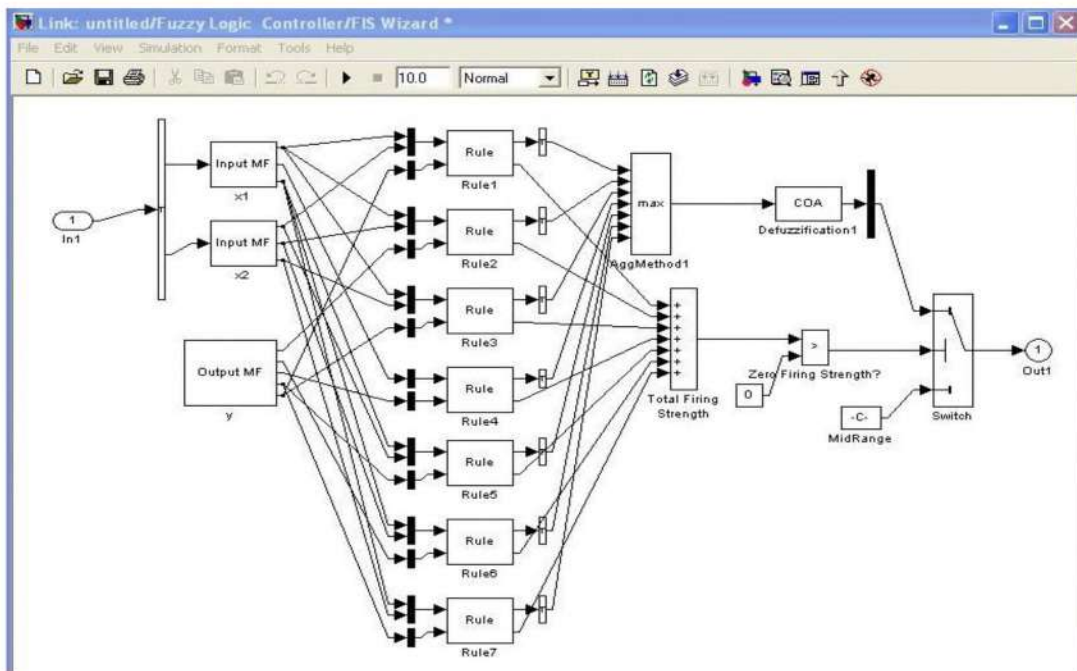 Link: untitled/Fuzzy Logic Controller/FIS Wizard *
File Edit View Simulation Format Tools Help
10.0 Normal
1
In1
Input MF
x1
Input MF
x2
Output MF
y
Rule
Rule1
Rule
Rule2
Rule
Rule3
Rule
Rule4
Rule
Rule5
Rule
Rule6
Rule
Rule7
max
AggMethod1
COA
Defuzzification1
+
+
+
+
+
+
+
Total Firing
Strength
>
Zero Firing Strength?
0
-C-
MidRange
Switch
1
Out1